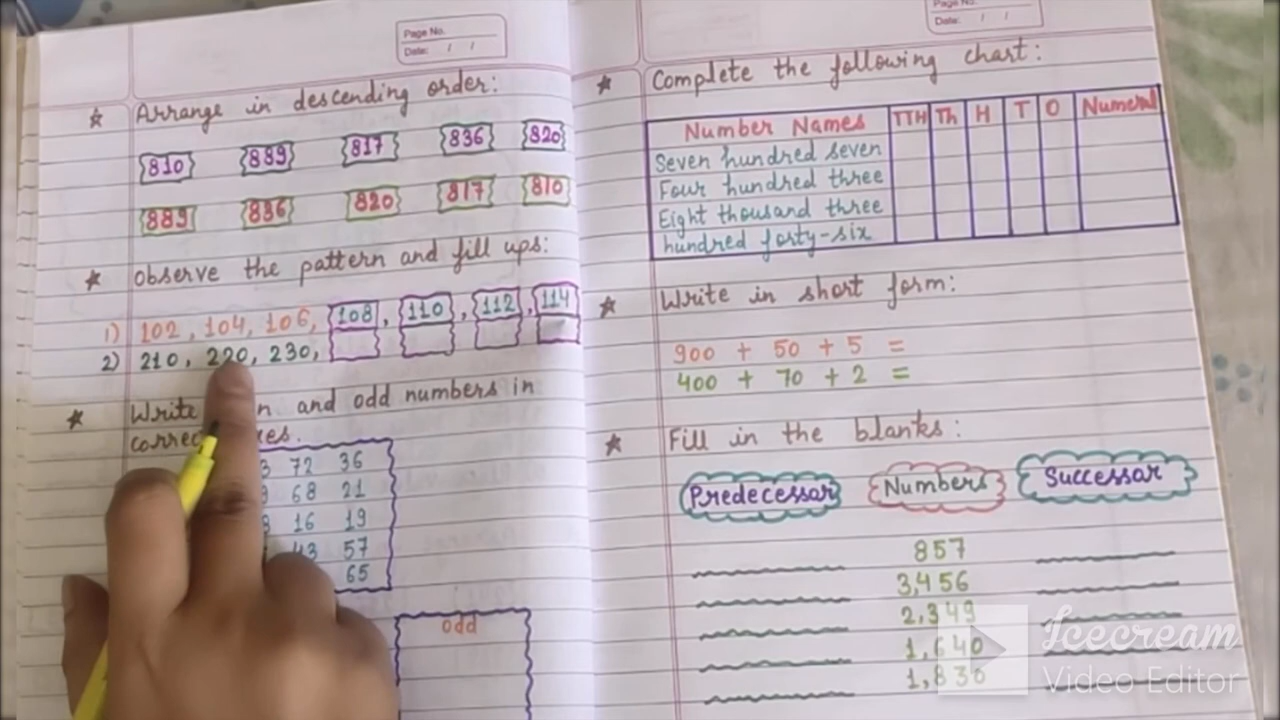 Page No.
Date: / /
★ Arrange in descending order:
810 889 817 836 820
889 836 820 817 810
★ Observe the pattern and fill ups:
1) 102, 104, 106, 108, 110, 112, 114
2) 210, 220, 230,
★ Write and odd numbers in
72 36
68 21
16 19
43 57
65
odd
Page No.
Date: / /
★ Complete the following chart:
Number Names TTH Th H T O Numeral
Seven hundred seven
Four hundred three
Eight thousand three
hundred forty-six
★ Write in short form:
900 + 50 + 5 =
400 + 70 + 2 =
★ Fill in the blanks:
Predecessar Numbers Successar
857
3,456
2,349
1,640
1,830
Icecream
Video Editor